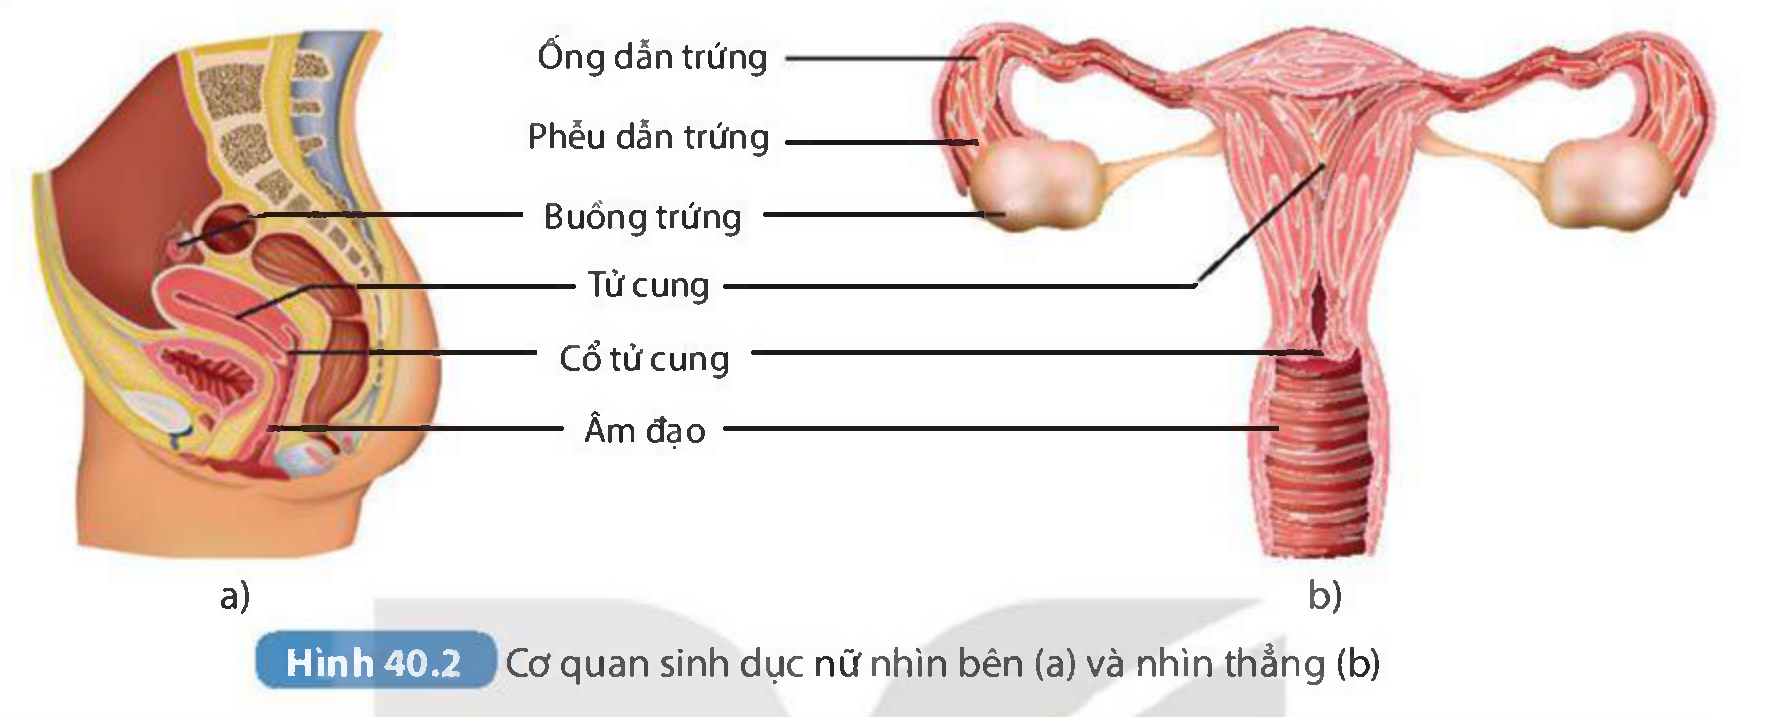 Ống dẫn trứng
Phễu dẫn trứng
Buồng trứng
Tử cung
Cổ tử cung
Âm đạo
a)
b)
Hình 40.2 Cơ quan sinh dục nữ nhìn bên (a) và nhìn thẳng (b)